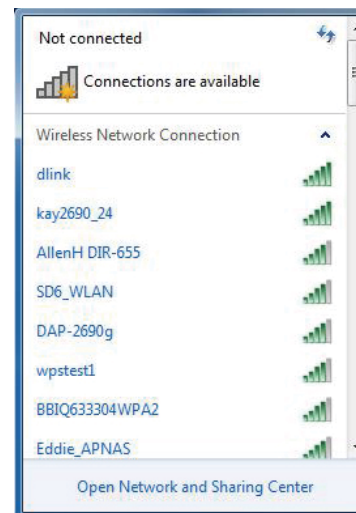 Not connected
Connections are available
Wireless Network Connection
dlink
kay2690_24
AllenH DIR-655
SD6_WLAN
DAP-2690g
wpstest1
BBIQ633304WPA2
Eddie_APNAS
Open Network and Sharing Center